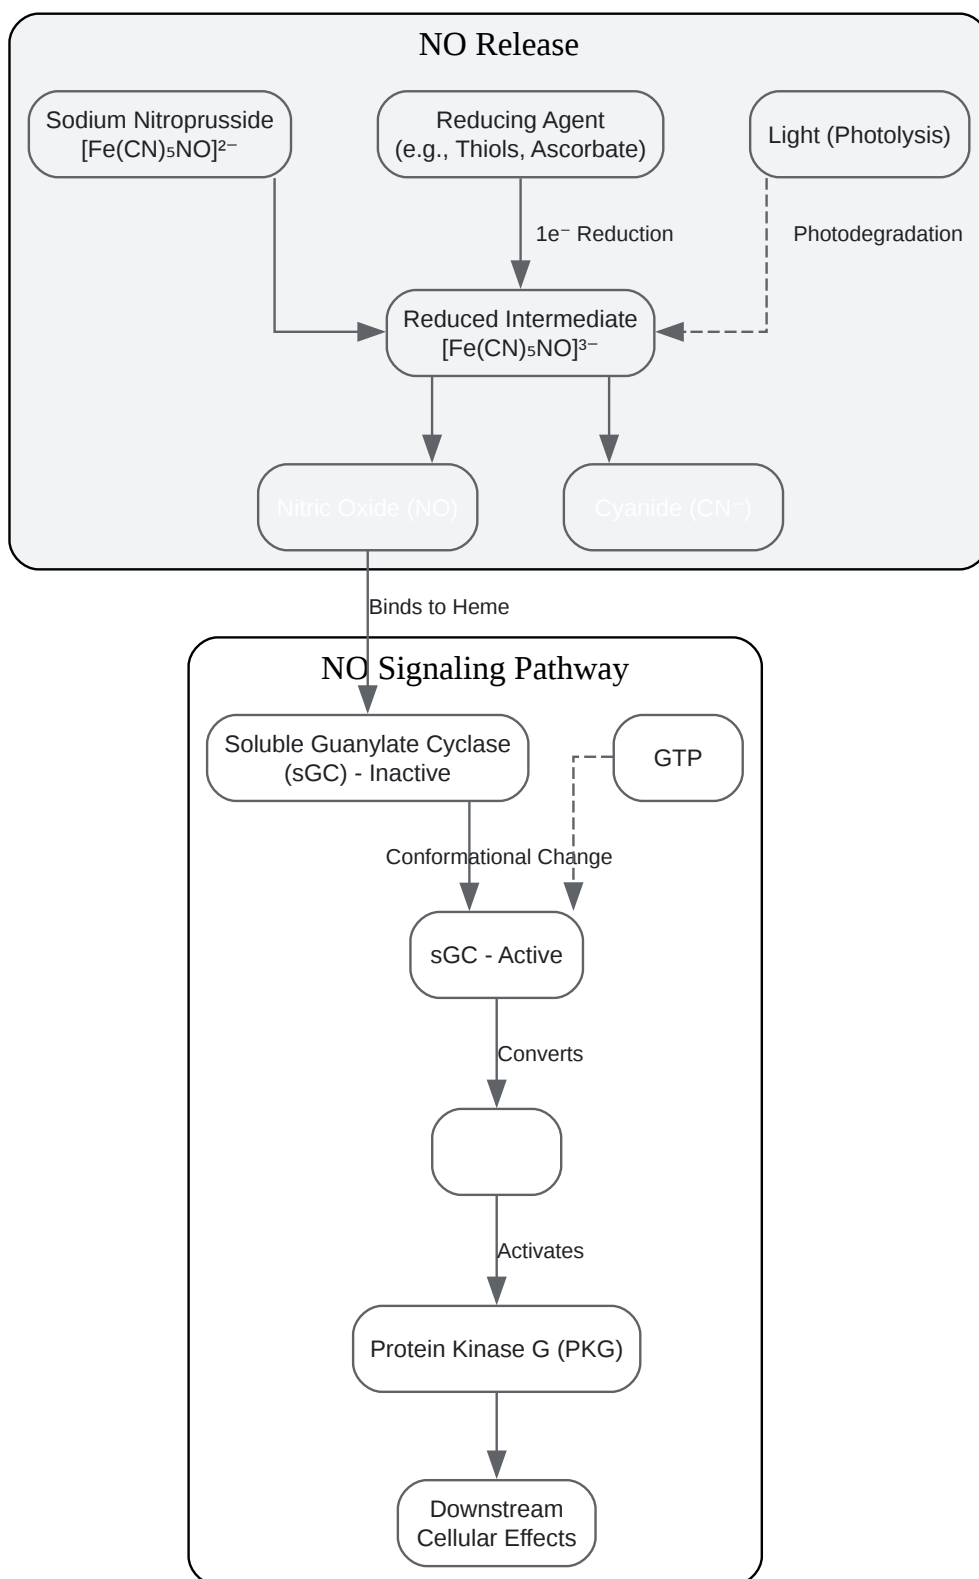 NO Release
Sodium Nitroprusside
[Fe(CN)₅NO]²⁻
Reducing Agent
(e.g., Thiols, Ascorbate)
Light (Photolysis)
1e⁻ Reduction
Photodegradation
Reduced Intermediate
[Fe(CN)₅NO]³⁻
Nitric Oxide (NO)
Cyanide (CN⁻)
Binds to Heme
NO Signaling Pathway
Soluble Guanylate Cyclase
(sGC) - Inactive
GTP
Conformational Change
sGC - Active
Converts
Activates
Protein Kinase G (PKG)
Downstream
Cellular Effects